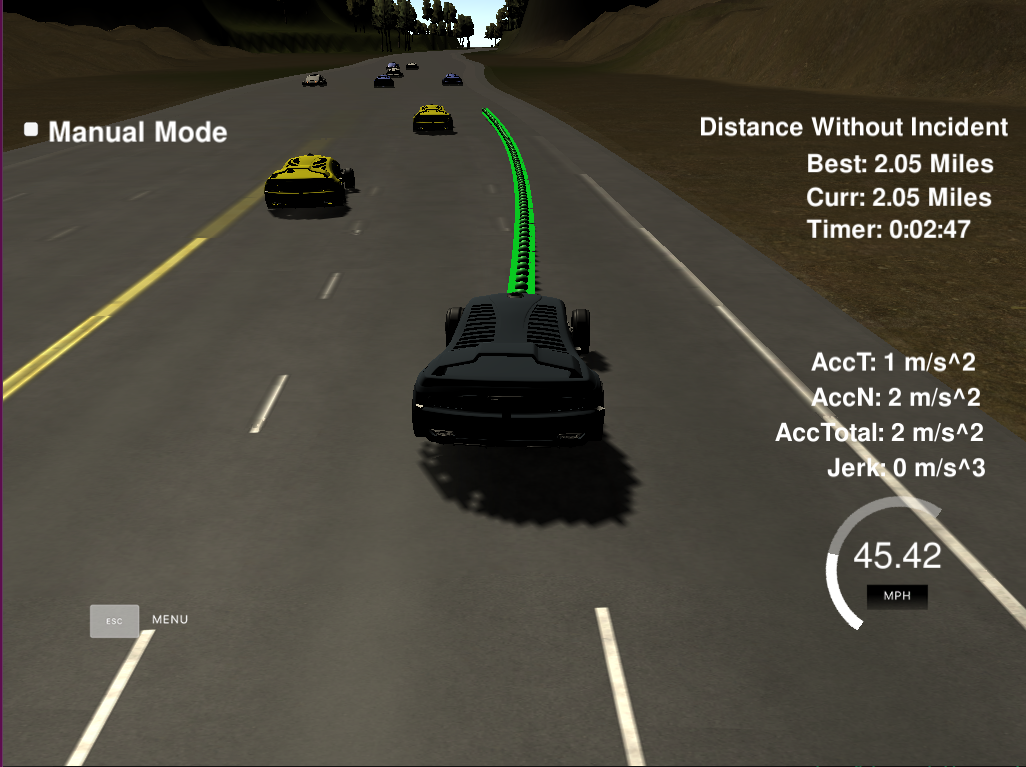 Manual Mode
Distance Without Incident
Best: 2.05 Miles
Curr: 2.05 Miles
Timer: 0:02:47
AccT: 1 m/s^2
AccN: 2 m/s^2
AccTotal: 2 m/s^2
Jerk: 0 m/s^3
45.42
MPH
ESC MENU